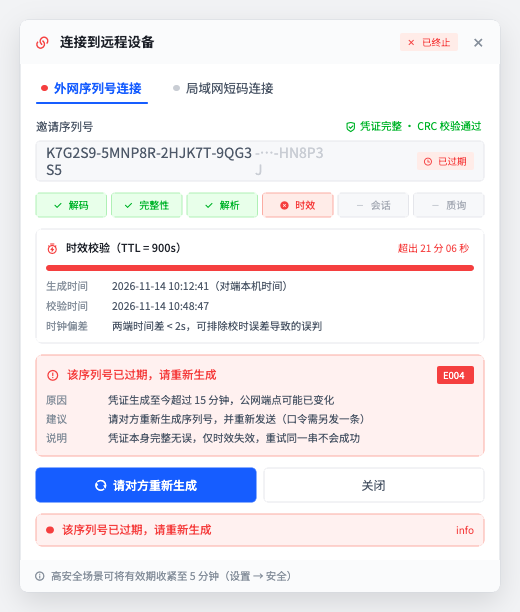 连接到远程设备
已终止
外网序列号连接
局域网短码连接
邀请序列号
凭证完整 · CRC 校验通过
K7G2S9-5MNP8R-2HJK7T-9QG3S5
-···-HN8P3J
已过期
解码
完整性
解析
时效
会话
质询
时效校验（TTL = 900s）
超出 21 分 06 秒
生成时间 2026-11-14 10:12:41（对端本机时间）
校验时间 2026-11-14 10:48:47
时钟偏差 两端时间差 < 2s，可排除校时误差导致的误判
该序列号已过期，请重新生成
E004
原因 凭证生成至今超过 15 分钟，公网端点可能已变化
建议 请对方重新生成序列号，并重新发送（口令需另发一条）
说明 凭证本身完整无误，仅时效失效，重试同一串不会成功
请对方重新生成
关闭
该序列号已过期，请重新生成
info
高安全场景可将有效期收紧至 5 分钟（设置 → 安全）